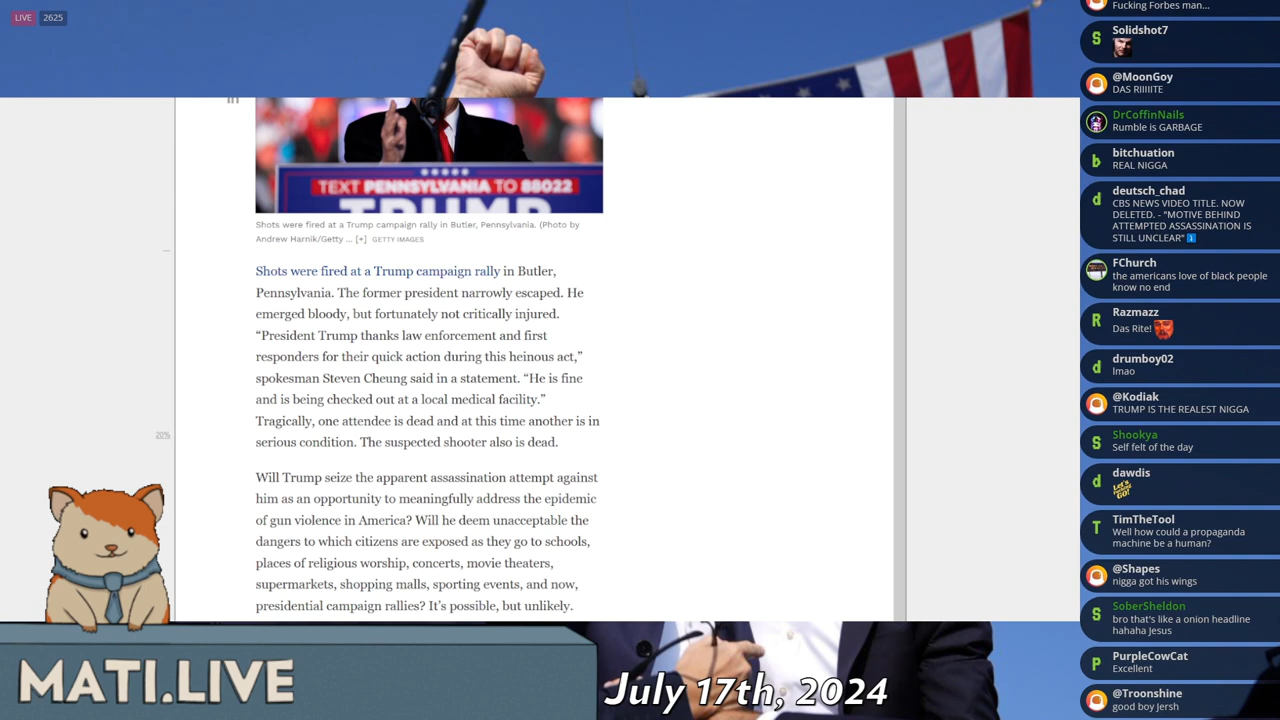 LIVE 2625
in
TEXT PENNSYLVANIA TO 88022
TRUMP
Shots were fired at a Trump campaign rally in Butler, Pennsylvania. (Photo by
Andrew Harnik/Getty ... [+] GETTY IMAGES
Shots were fired at a Trump campaign rally in Butler,
Pennsylvania. The former president narrowly escaped. He
emerged bloody, but fortunately not critically injured.
“President Trump thanks law enforcement and first
responders for their quick action during this heinous act,”
spokesman Steven Cheung said in a statement. “He is fine
and is being checked out at a local medical facility.”
Tragically, one attendee is dead and at this time another is in
serious condition. The suspected shooter also is dead.
20%
Will Trump seize the apparent assassination attempt against
him as an opportunity to meaningfully address the epidemic
of gun violence in America? Will he deem unacceptable the
dangers to which citizens are exposed as they go to schools,
places of religious worship, concerts, movie theaters,
supermarkets, shopping malls, sporting events, and now,
presidential campaign rallies? It’s possible, but unlikely.
MATI.LIVE
July 17th, 2024
Fucking Forbes man...
S
Solidshot7
@MoonGoy
DAS RIIIIITE
DrCoffinNails
Rumble is GARBAGE
b
bitchuation
REAL NIGGA
d
deutsch_chad
CBS NEWS VIDEO TITLE. NOW
DELETED. - "MOTIVE BEHIND
ATTEMPTED ASSASSINATION IS
STILL UNCLEAR"
FChurch
the americans love of black people
know no end
R
Razmazz
Das Rite!
d
drumboy02
lmao
@Kodiak
TRUMP IS THE REALEST NIGGA
S
Shookya
Self felt of the day
d
dawdis
LET'S GO!
T
TimTheTool
Well how could a propaganda
machine be a human?
@Shapes
nigga got his wings
S
SoberSheldon
bro that's like a onion headline
hahaha Jesus
P
PurpleCowCat
Excellent
@Troonshine
good boy Jersh